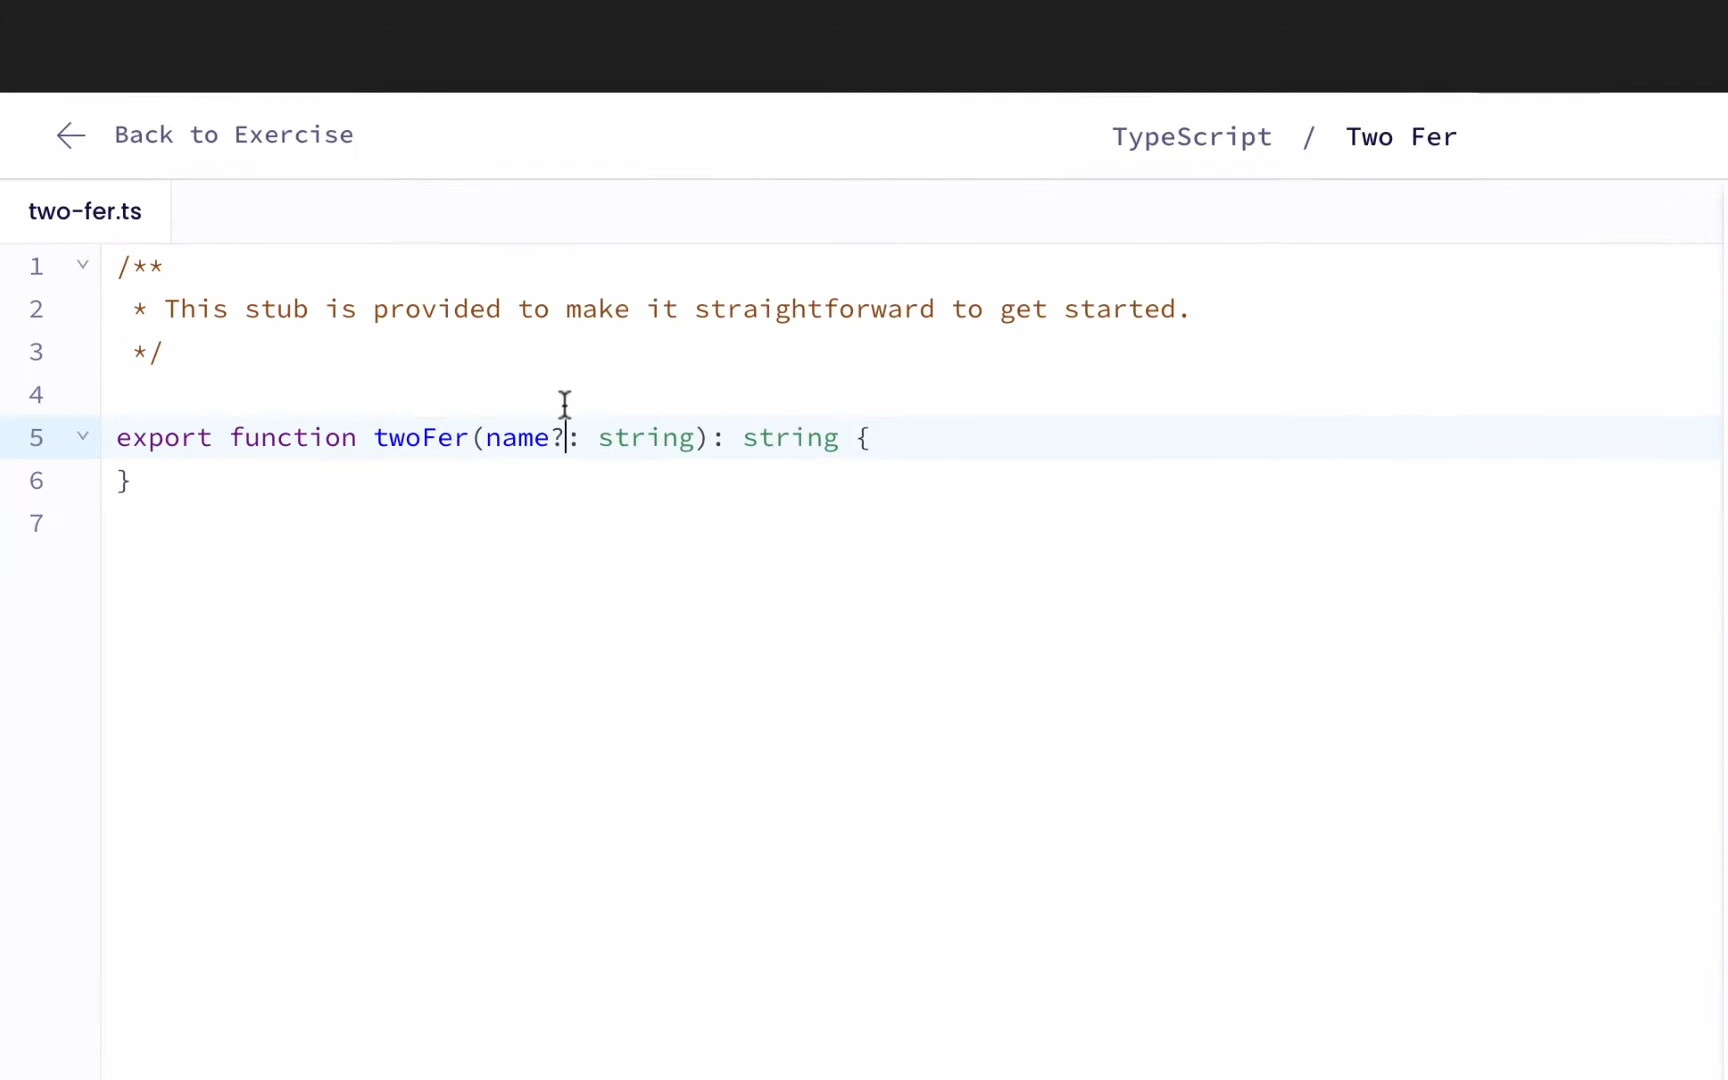 ← Back to Exercise
TypeScript / Two Fer
two-fer.ts
1 /**
2  * This stub is provided to make it straightforward to get started.
3  */
4
5 export function twoFer(name?: string): string {
6 }
7